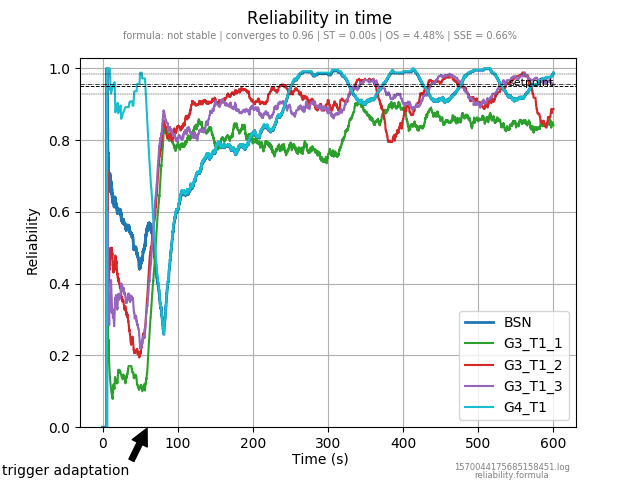 Reliability in time
formula: not stable | converges to 0.96 | ST = 0.00s | OS = 4.48% | SSE = 0.66%
1.0
0.8
0.6
0.4
0.2
0.0
Reliability
setpoint
BSN
G3_T1_1
G3_T1_2
G3_T1_3
G4_T1
0 100 200 300 400 500 600
Time (s)
trigger adaptation
1570044175685158451.log
reliability.formula